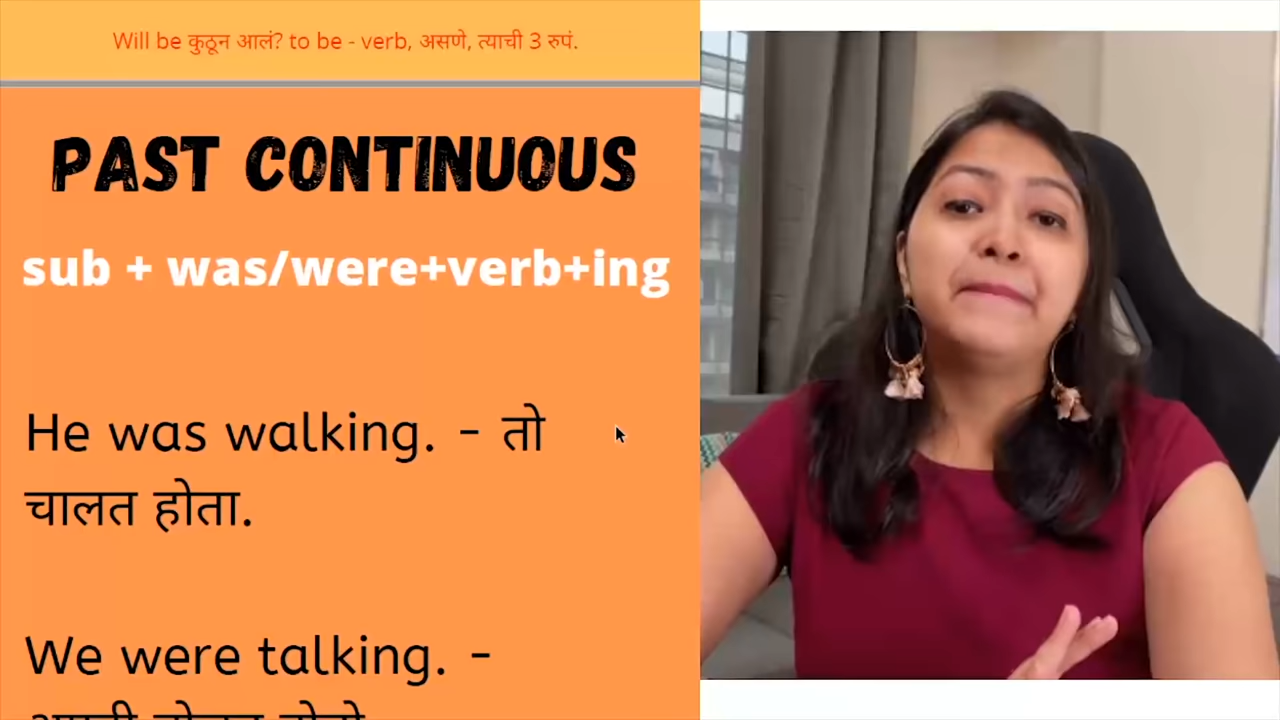 Will be कुठून आलं? to be - verb, असणे, त्याची 3 रुपं.
PAST CONTINUOUS
sub + was/were+verb+ing
He was walking. - तो
चालत होता.
We were talking. -